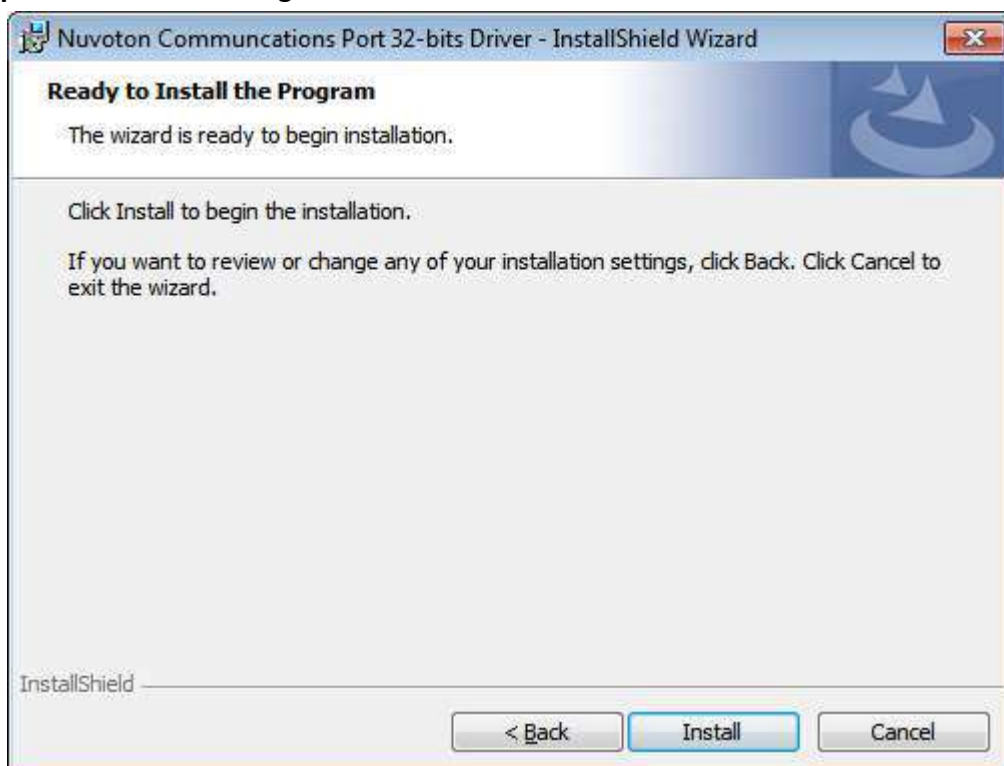 Nuvoton Communcations Port 32-bits Driver - InstallShield Wizard
Ready to Install the Program
The wizard is ready to begin installation.
Click Install to begin the installation.
If you want to review or change any of your installation settings, click Back. Click Cancel to
exit the wizard.
InstallShield
< Back
Install
Cancel